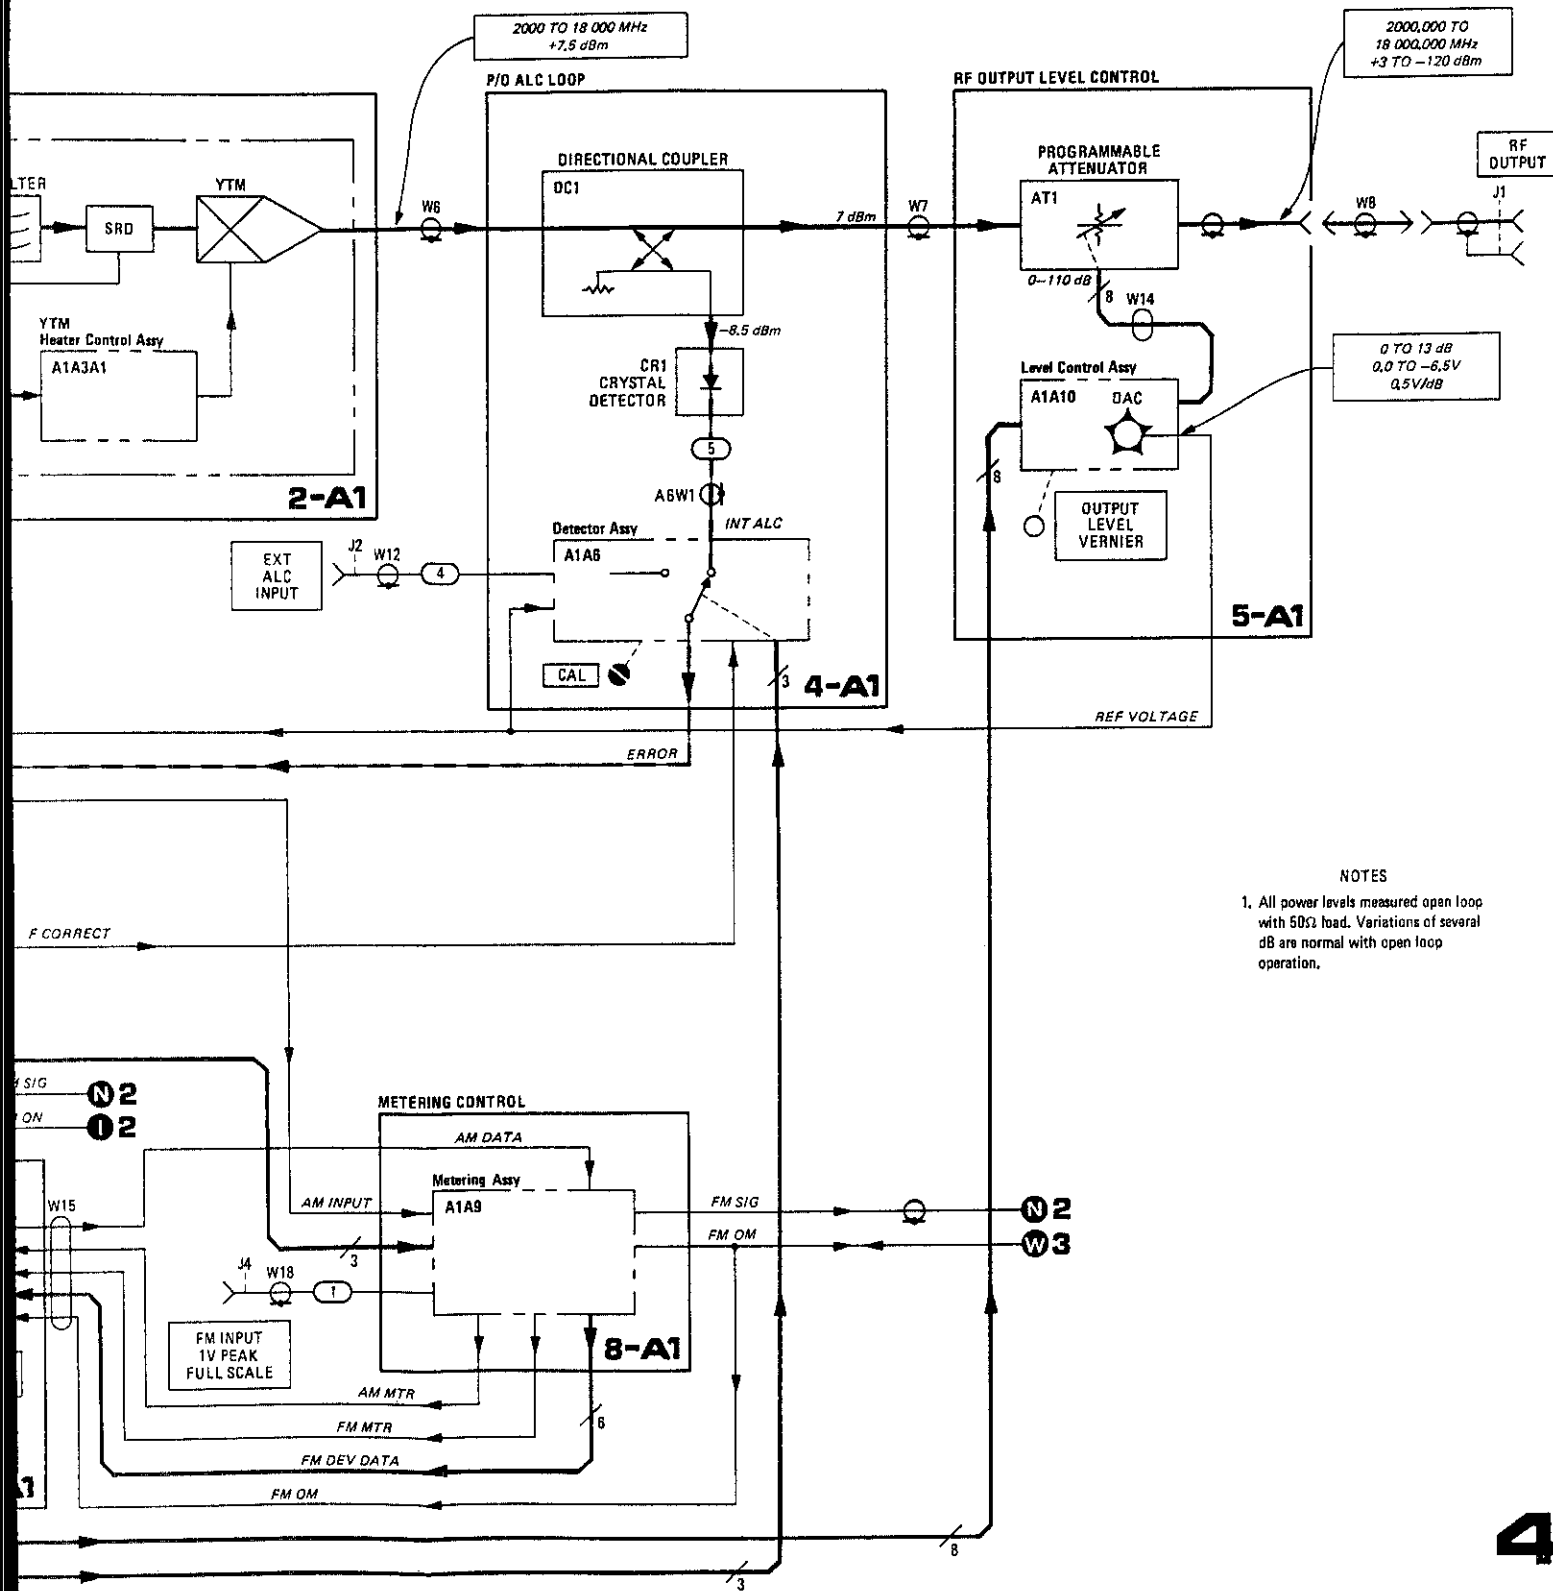 2000 TO 18 000 MHz
+7.5 dBm
2000.000 TO
18 000.000 MHz
+3 TO −120 dBm
P/O ALC LOOP
RF OUTPUT LEVEL CONTROL
RF
OUTPUT
J1
W8
DIRECTIONAL COUPLER
DC1
PROGRAMMABLE
ATTENUATOR
AT1
LTER
SRD
YTM
W6
7 dBm
W7
0–110 dB
8
W14
−8.5 dBm
CR1
CRYSTAL
DETECTOR
YTM
Heater Control Assy
A1A3A1
2-A1
5
A6W1
INT ALC
Level Control Assy
A1A10
DAC
0 TO 13 dB
0.0 TO −6.5V
0.5V/dB
8
OUTPUT
LEVEL
VERNIER
5-A1
EXT
ALC
INPUT
J2
W12
4
Detector Assy
A1A6
CAL
3
4-A1
REF VOLTAGE
ERROR
F CORRECT
NOTES
1. All power levels measured open loop
with 50Ω load. Variations of several
dB are normal with open loop
operation.
SIG
N 2
ON
I 2
METERING CONTROL
AM DATA
Metering Assy
A1A9
AM INPUT
W15
3
J4
W18
1
FM INPUT
1V PEAK
FULL SCALE
FM SIG
N 2
FM OM
W 3
8-A1
AM MTR
FM MTR
6
FM DEV DATA
FM OM
A1
8
3
4